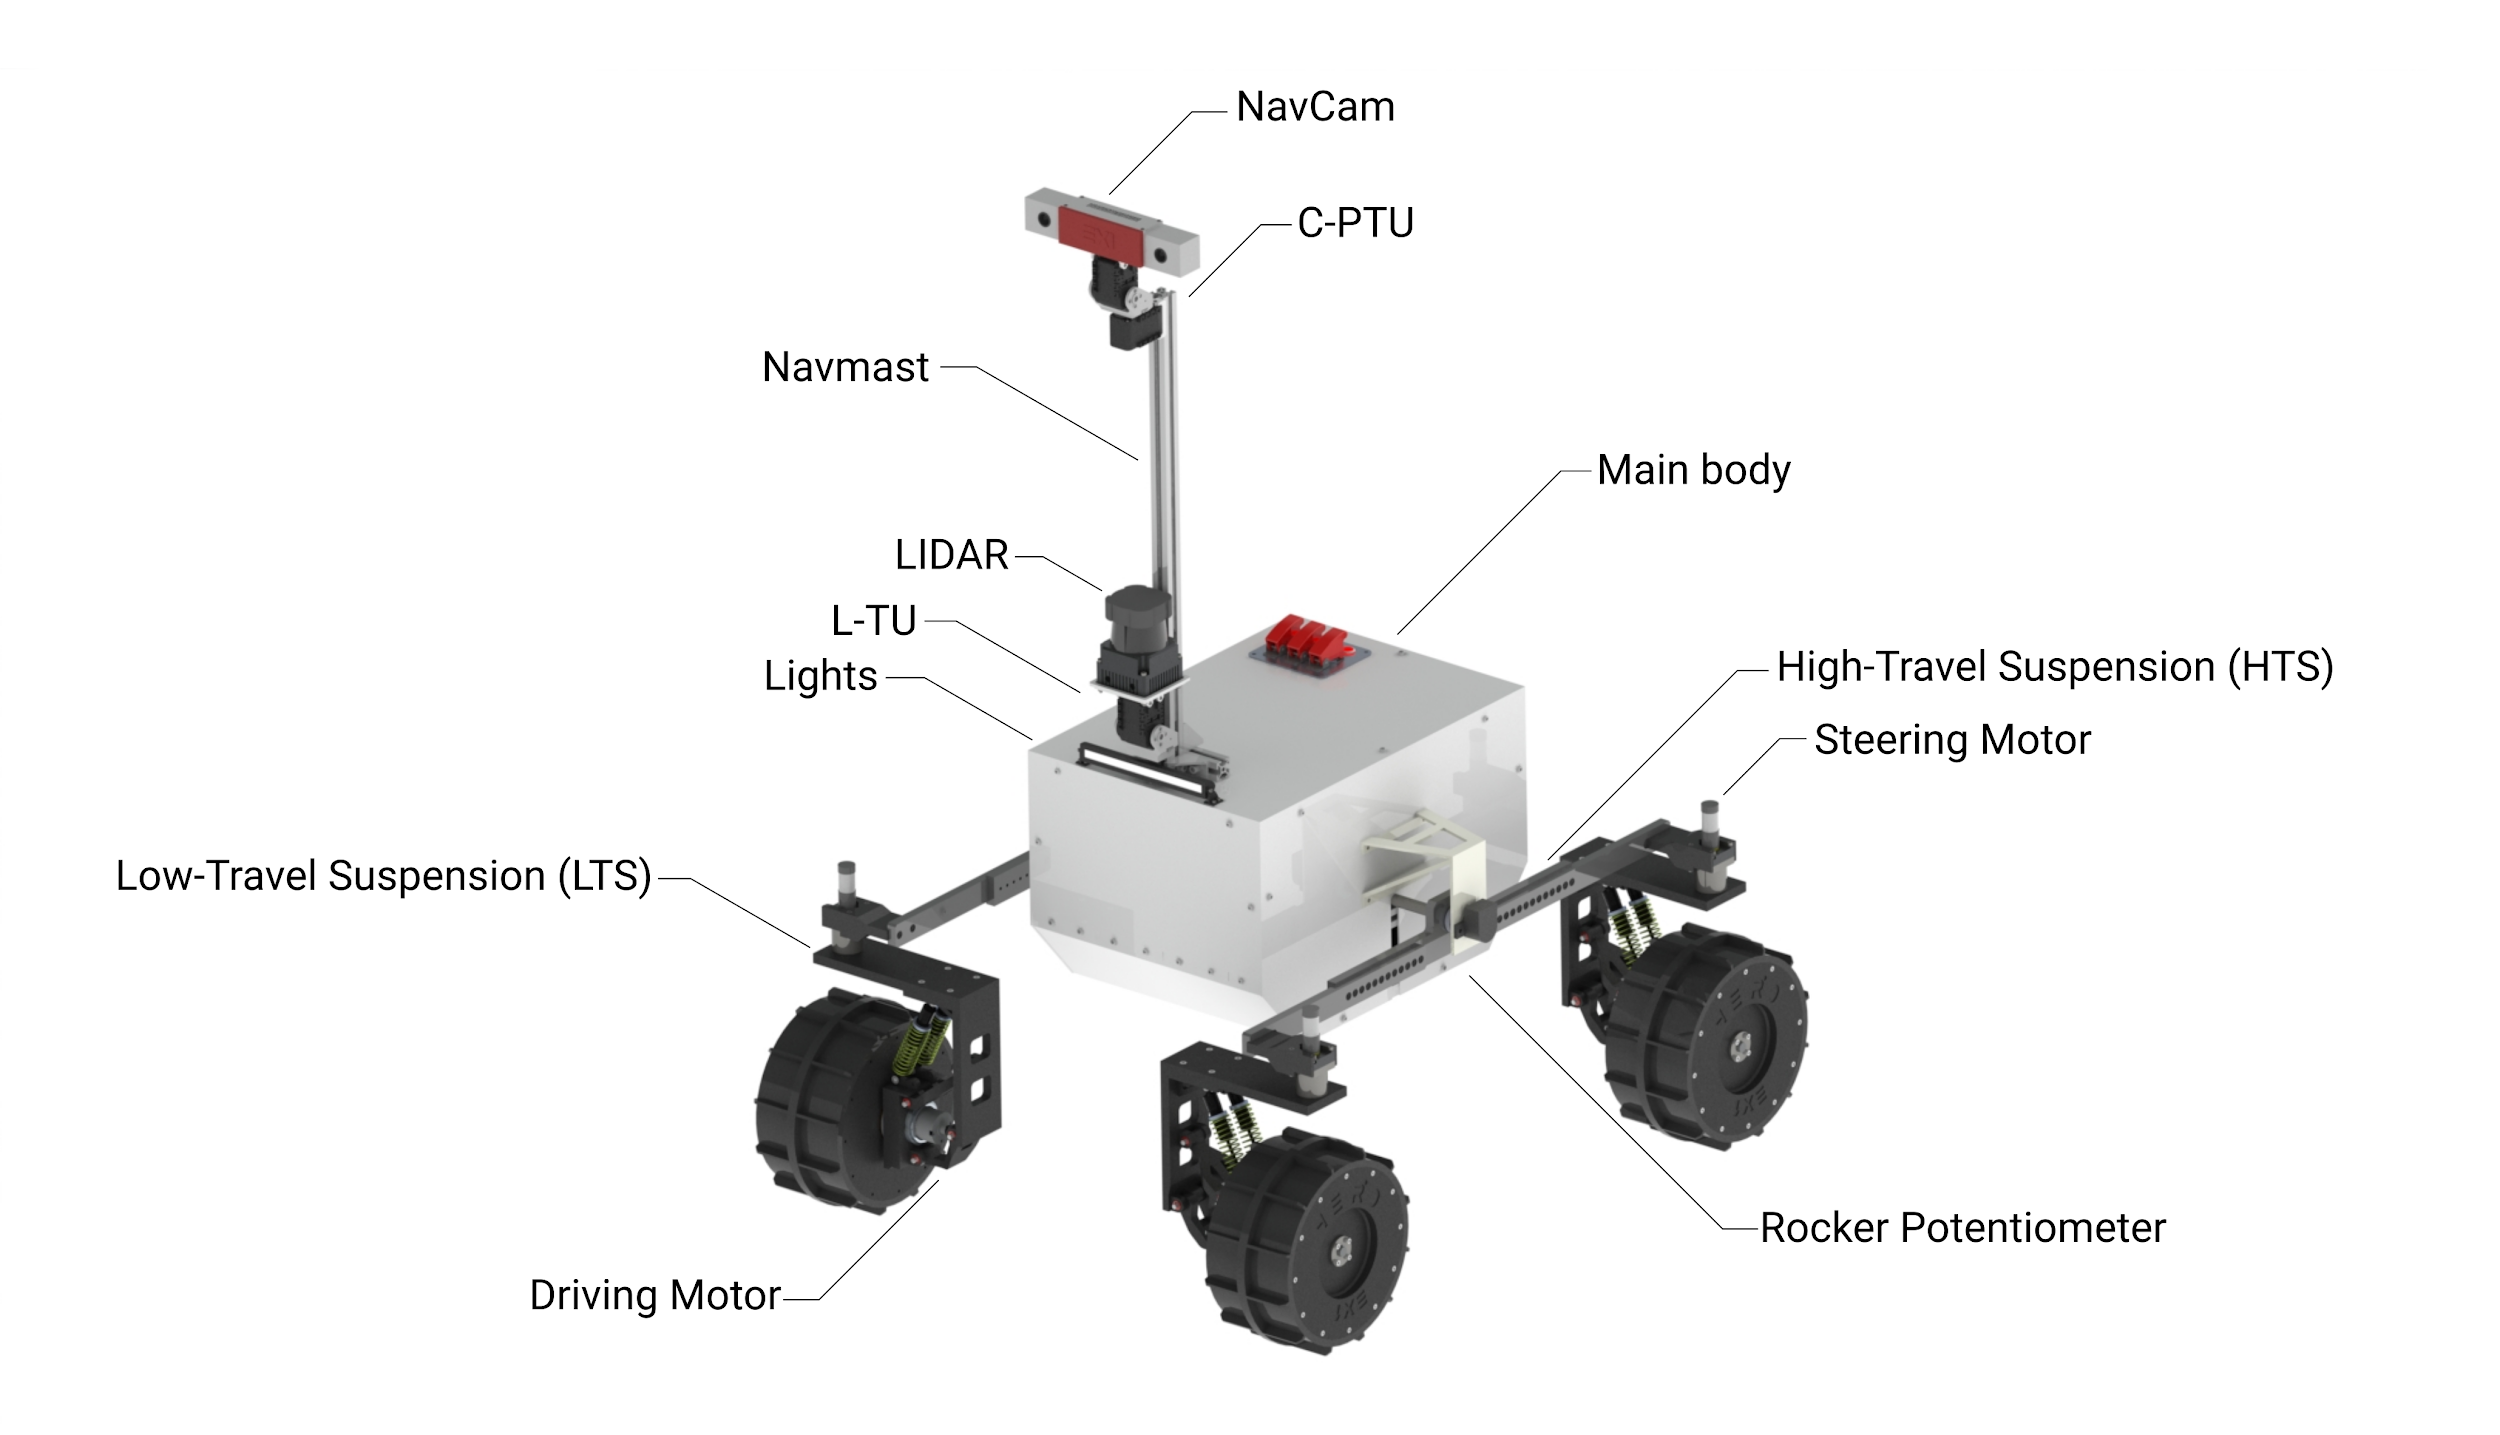 NavCam
C-PTU
Navmast
Main body
LIDAR
L-TU
Lights
High-Travel Suspension (HTS)
Steering Motor
Low-Travel Suspension (LTS)
Rocker Potentiometer
Driving Motor